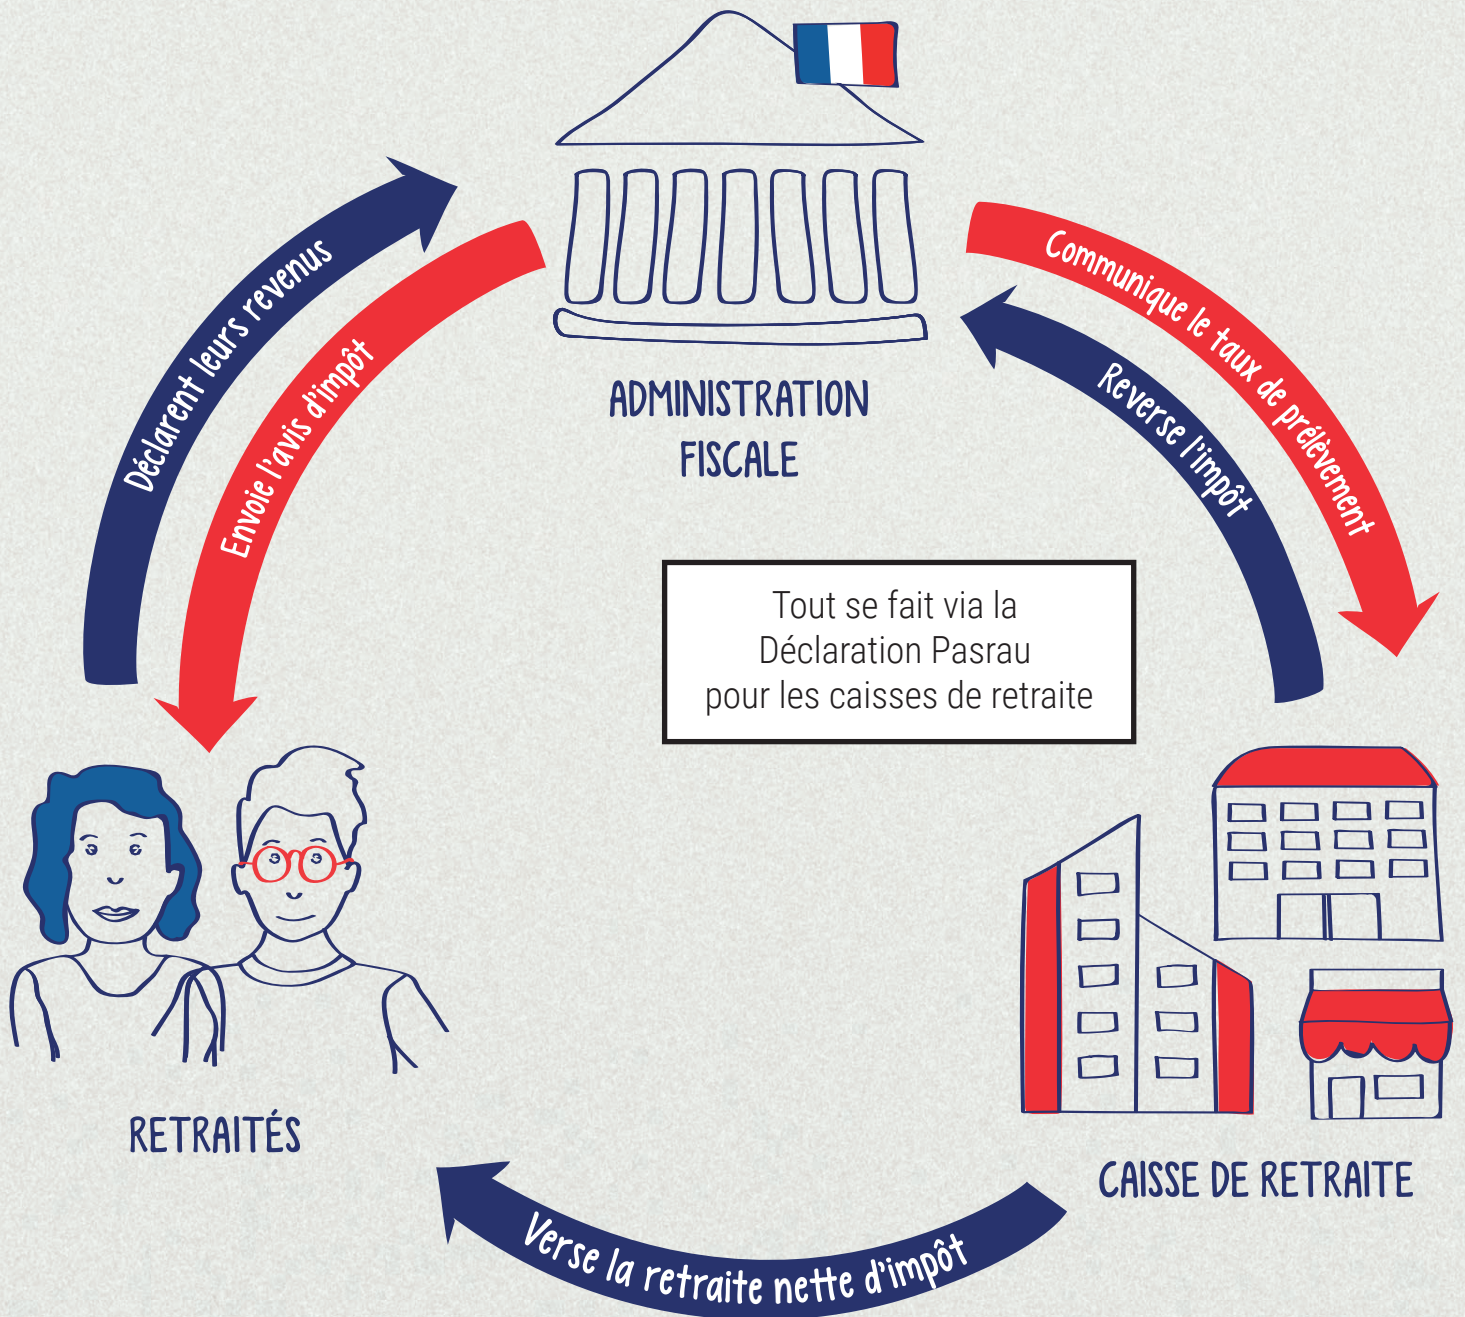 Déclarent leurs revenus
Envoie l'avis d'impôt
Communique le taux de prélèvement
Reverse l'impôt
ADMINISTRATION
FISCALE
Tout se fait via la
Déclaration Pasrau
pour les caisses de retraite
RETRAITÉS
CAISSE DE RETRAITE
Verse la retraite nette d'impôt